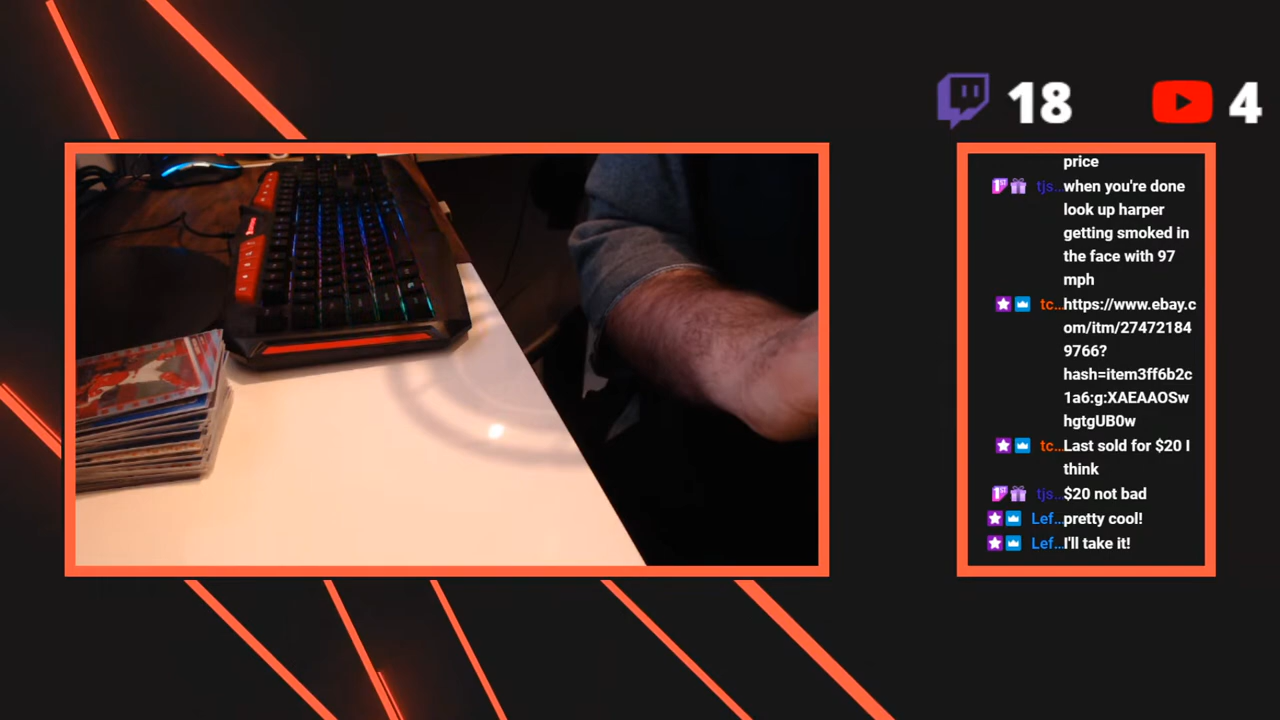 18
4
price
tjs...when you're done
look up harper
getting smoked in
the face with 97
mph
tc...https://www.ebay.c
om/itm/27472184
9766?
hash=item3ff6b2c
1a6:g:XAEAAOSw
hgtgUB0w
tc...Last sold for $20 I
think
tjs...$20 not bad
Lef...pretty cool!
Lef...I'll take it!